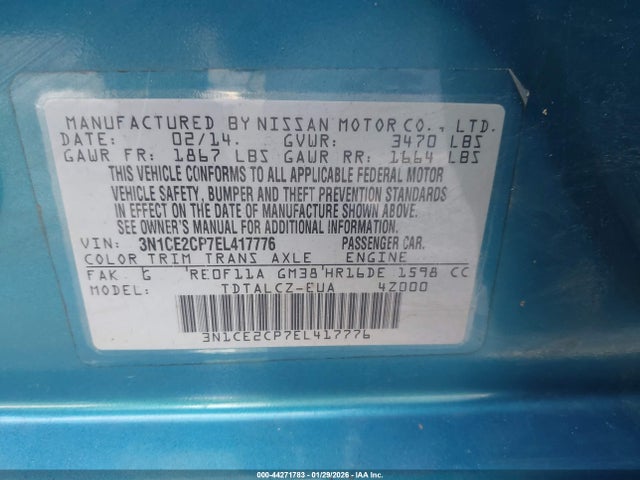 MANUFACTURED BY NISSAN MOTOR CO., LTD.
DATE: 02/14. GVWR: 3470 LBS
GAWR FR: 1867 LBS GAWR RR: 1664 LBS
THIS VEHICLE CONFORMS TO ALL APPLICABLE FEDERAL MOTOR
VEHICLE SAFETY, BUMPER AND THEFT PREVENTION STANDARDS
IN EFFECT ON THE DATE OF MANUFACTURE SHOWN ABOVE.
SEE OWNER'S MANUAL FOR ADDITIONAL INFORMATION.
VIN: 3N1CE2CP7EL417776 PASSENGER CAR.
COLOR TRIM TRANS AXLE ENGINE
FAK G RE0F11A GM38 HR16DE 1598 CC
MODEL: TDTALCZ-EUA 4Z000
3N1CE2CP7EL417776
000-44271783 - 01/29/2026 - IAA Corp.